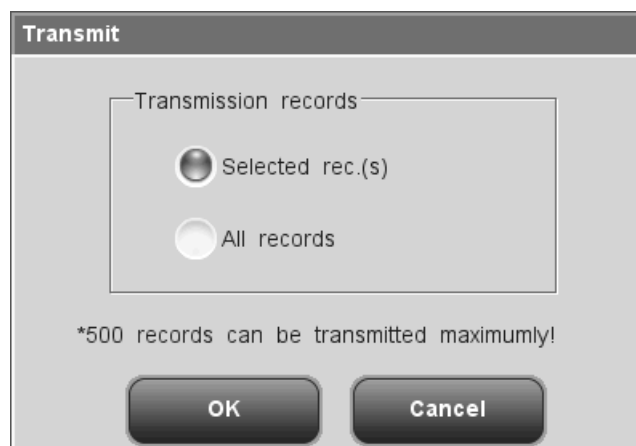 Transmit
Transmission records
Selected rec.(s)
All records
*500 records can be transmitted maximumly!
OK Cancel